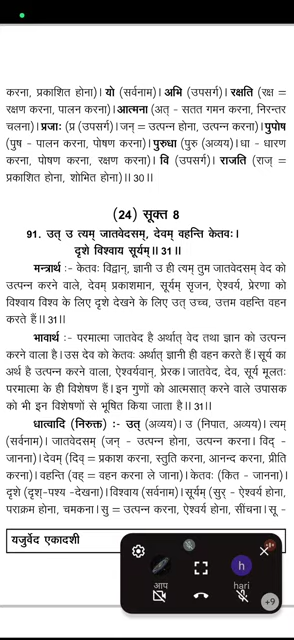 करना, प्रकाशित होना)। यो (सर्वनाम)। अभि (उपसर्ग)। रक्षति (रक्ष =
रक्षण करना, पालन करना)। आत्मना (अत् - सतत गमन करना, निरन्तर
चलना)। प्रजाः (प्र (उपसर्ग)। जन् = उत्पन्न होना, उत्पन्न करना)। पुपोष
(पुष - पालन करना, पोषण करना)। पुरुधा (पुरु (अव्यय)। धा - धारण
करना, पोषण करना, रक्षण करना)। वि (उपसर्ग)। राजति (राज् =
प्रकाशित होना, शोभित होना)॥30॥
(24) सूक्त 8
91. उत् उ त्यम् जातवेदसम्, देवम् वहन्ति केतवः।
दृशे विश्वाय सूर्यम्॥31॥
मन्त्रार्थ :- केतवः विद्वान्, ज्ञानी उ ही त्यम् तुम जातवेदसम् वेद को
उत्पन्न करने वाले, देवम् प्रकाशमान, सूर्यम् सृजन, ऐश्वर्य, प्रेरणा को
विश्वाय विश्व के लिए दृशे देखने के लिए उत् उच्च, उत्तम वहन्ति वहन
करते हैं॥31॥
भावार्थ :- परमात्मा जातवेद है अर्थात् वेद तथा ज्ञान को उत्पन्न
करने वाला है। उस देव को केतवः अर्थात् ज्ञानी ही वहन करते हैं। सूर्य का
अर्थ है उत्पन्न करने वाला, ऐश्वर्यवान्, प्रेरक। जातवेद, देव, सूर्य मूलतः
परमात्मा के ही विशेषण हैं। इन गुणों को आत्मसात् करने वाले उपासक
को भी इन विशेषणों से भूषित किया जाता है॥31॥
धात्वादि (निरुक्त) :- उत् (अव्यय)। उ (निपात, अव्यय)। त्यम्
(सर्वनाम)। जातवेदसम् (जन् - उत्पन्न होना, उत्पन्न करना। विद् -
जानना)। देवम् (दिव् = प्रकाश करना, स्तुति करना, आनन्द करना, प्रीति
करना)। वहन्ति (वह् = वहन करना ले जाना)। केतवः (कित - जानना)।
दृशे (दृश्-पश्य -देखना)। विश्वाय (सर्वनाम)। सूर्यम् (सुर् - ऐश्वर्य होना,
पराक्रम होना, चमकना। सु = उत्पन्न करना, ऐश्वर्य होना, सींचना। सू -
यजुर्वेद एकादशी
h
आप
hari
+9